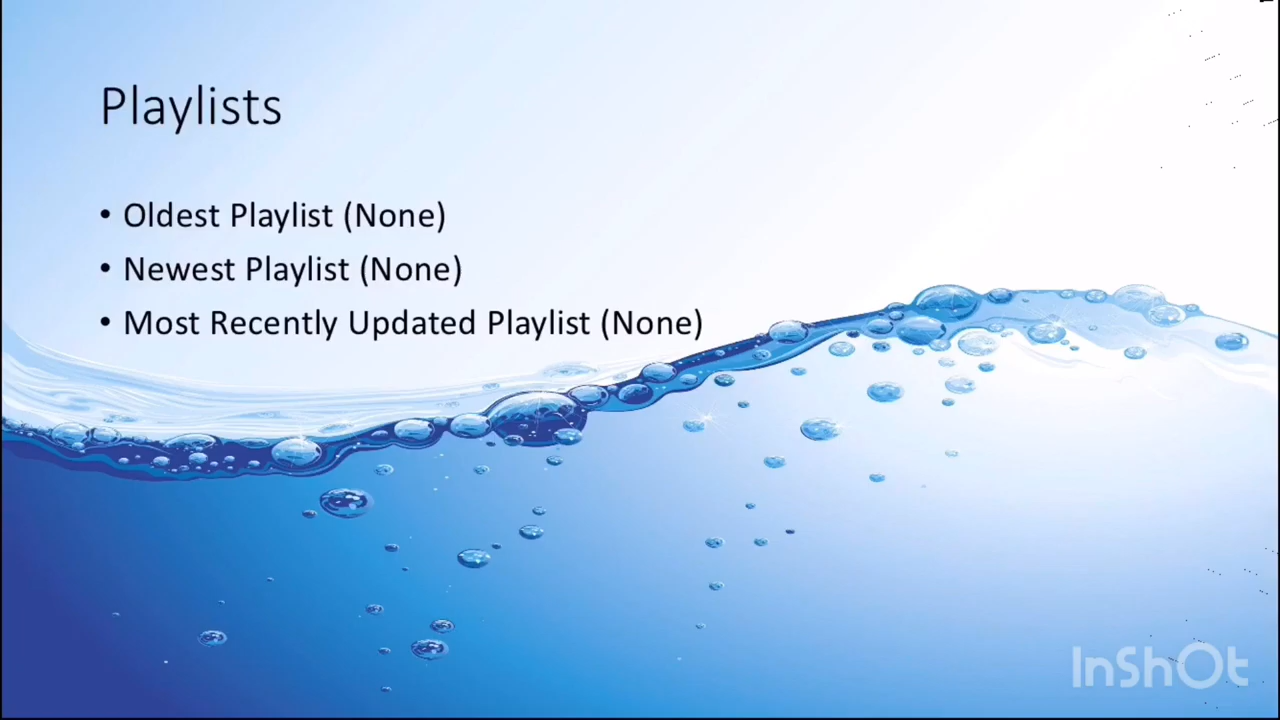 Playlists
• Oldest Playlist (None)
• Newest Playlist (None)
• Most Recently Updated Playlist (None)
InShOt